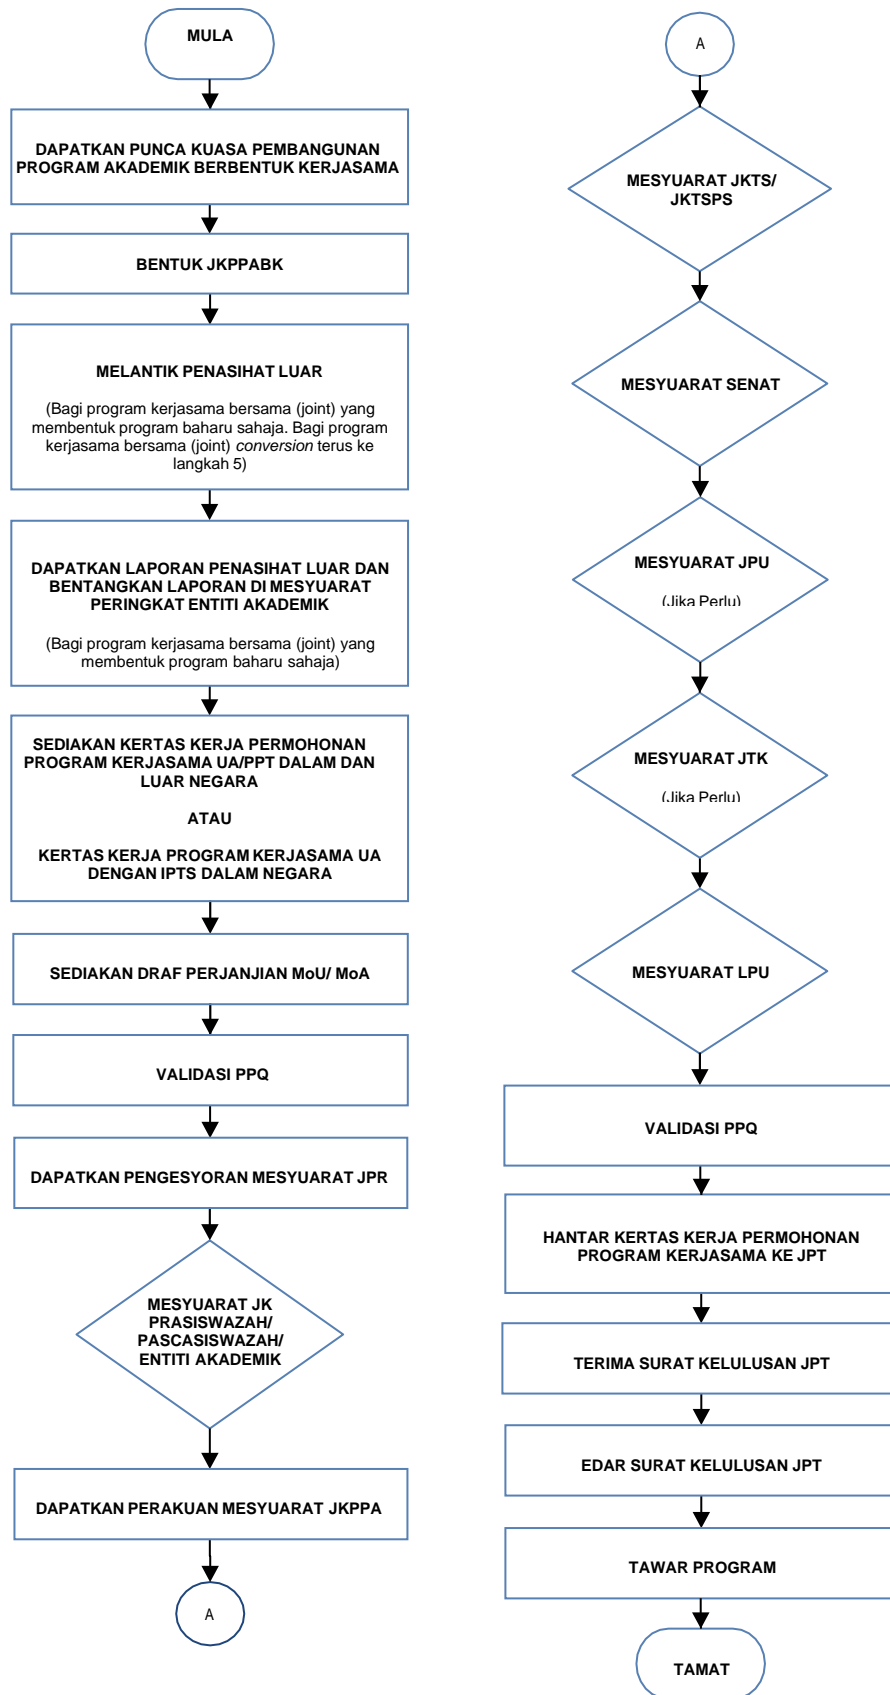 MULA
DAPATKAN PUNCA KUASA PEMBANGUNAN
PROGRAM AKADEMIK BERBENTUK KERJASAMA
BENTUK JKPPABK
MELANTIK PENASIHAT LUAR
(Bagi program kerjasama bersama (joint) yang
membentuk program baharu sahaja. Bagi program
kerjasama bersama (joint) conversion terus ke
langkah 5)
DAPATKAN LAPORAN PENASIHAT LUAR DAN
BENTANGKAN LAPORAN DI MESYUARAT
PERINGKAT ENTITI AKADEMIK
(Bagi program kerjasama bersama (joint) yang
membentuk program baharu sahaja)
SEDIAKAN KERTAS KERJA PERMOHONAN
PROGRAM KERJASAMA UA/PPT DALAM DAN
LUAR NEGARA
ATAU
KERTAS KERJA PROGRAM KERJASAMA UA
DENGAN IPTS DALAM NEGARA
SEDIAKAN DRAF PERJANJIAN MoU/ MoA
VALIDASI PPQ
DAPATKAN PENGESYORAN MESYUARAT JPR
MESYUARAT JK
PRASISWAZAH/
PASCASISWAZAH/
ENTITI AKADEMIK
DAPATKAN PERAKUAN MESYUARAT JKPPA
A
A
MESYUARAT JKTS/
JKTSPS
MESYUARAT SENAT
MESYUARAT JPU
(Jika Perlu)
MESYUARAT JTK
(Jika Perlu)
MESYUARAT LPU
VALIDASI PPQ
HANTAR KERTAS KERJA PERMOHONAN
PROGRAM KERJASAMA KE JPT
TERIMA SURAT KELULUSAN JPT
EDAR SURAT KELULUSAN JPT
TAWAR PROGRAM
TAMAT